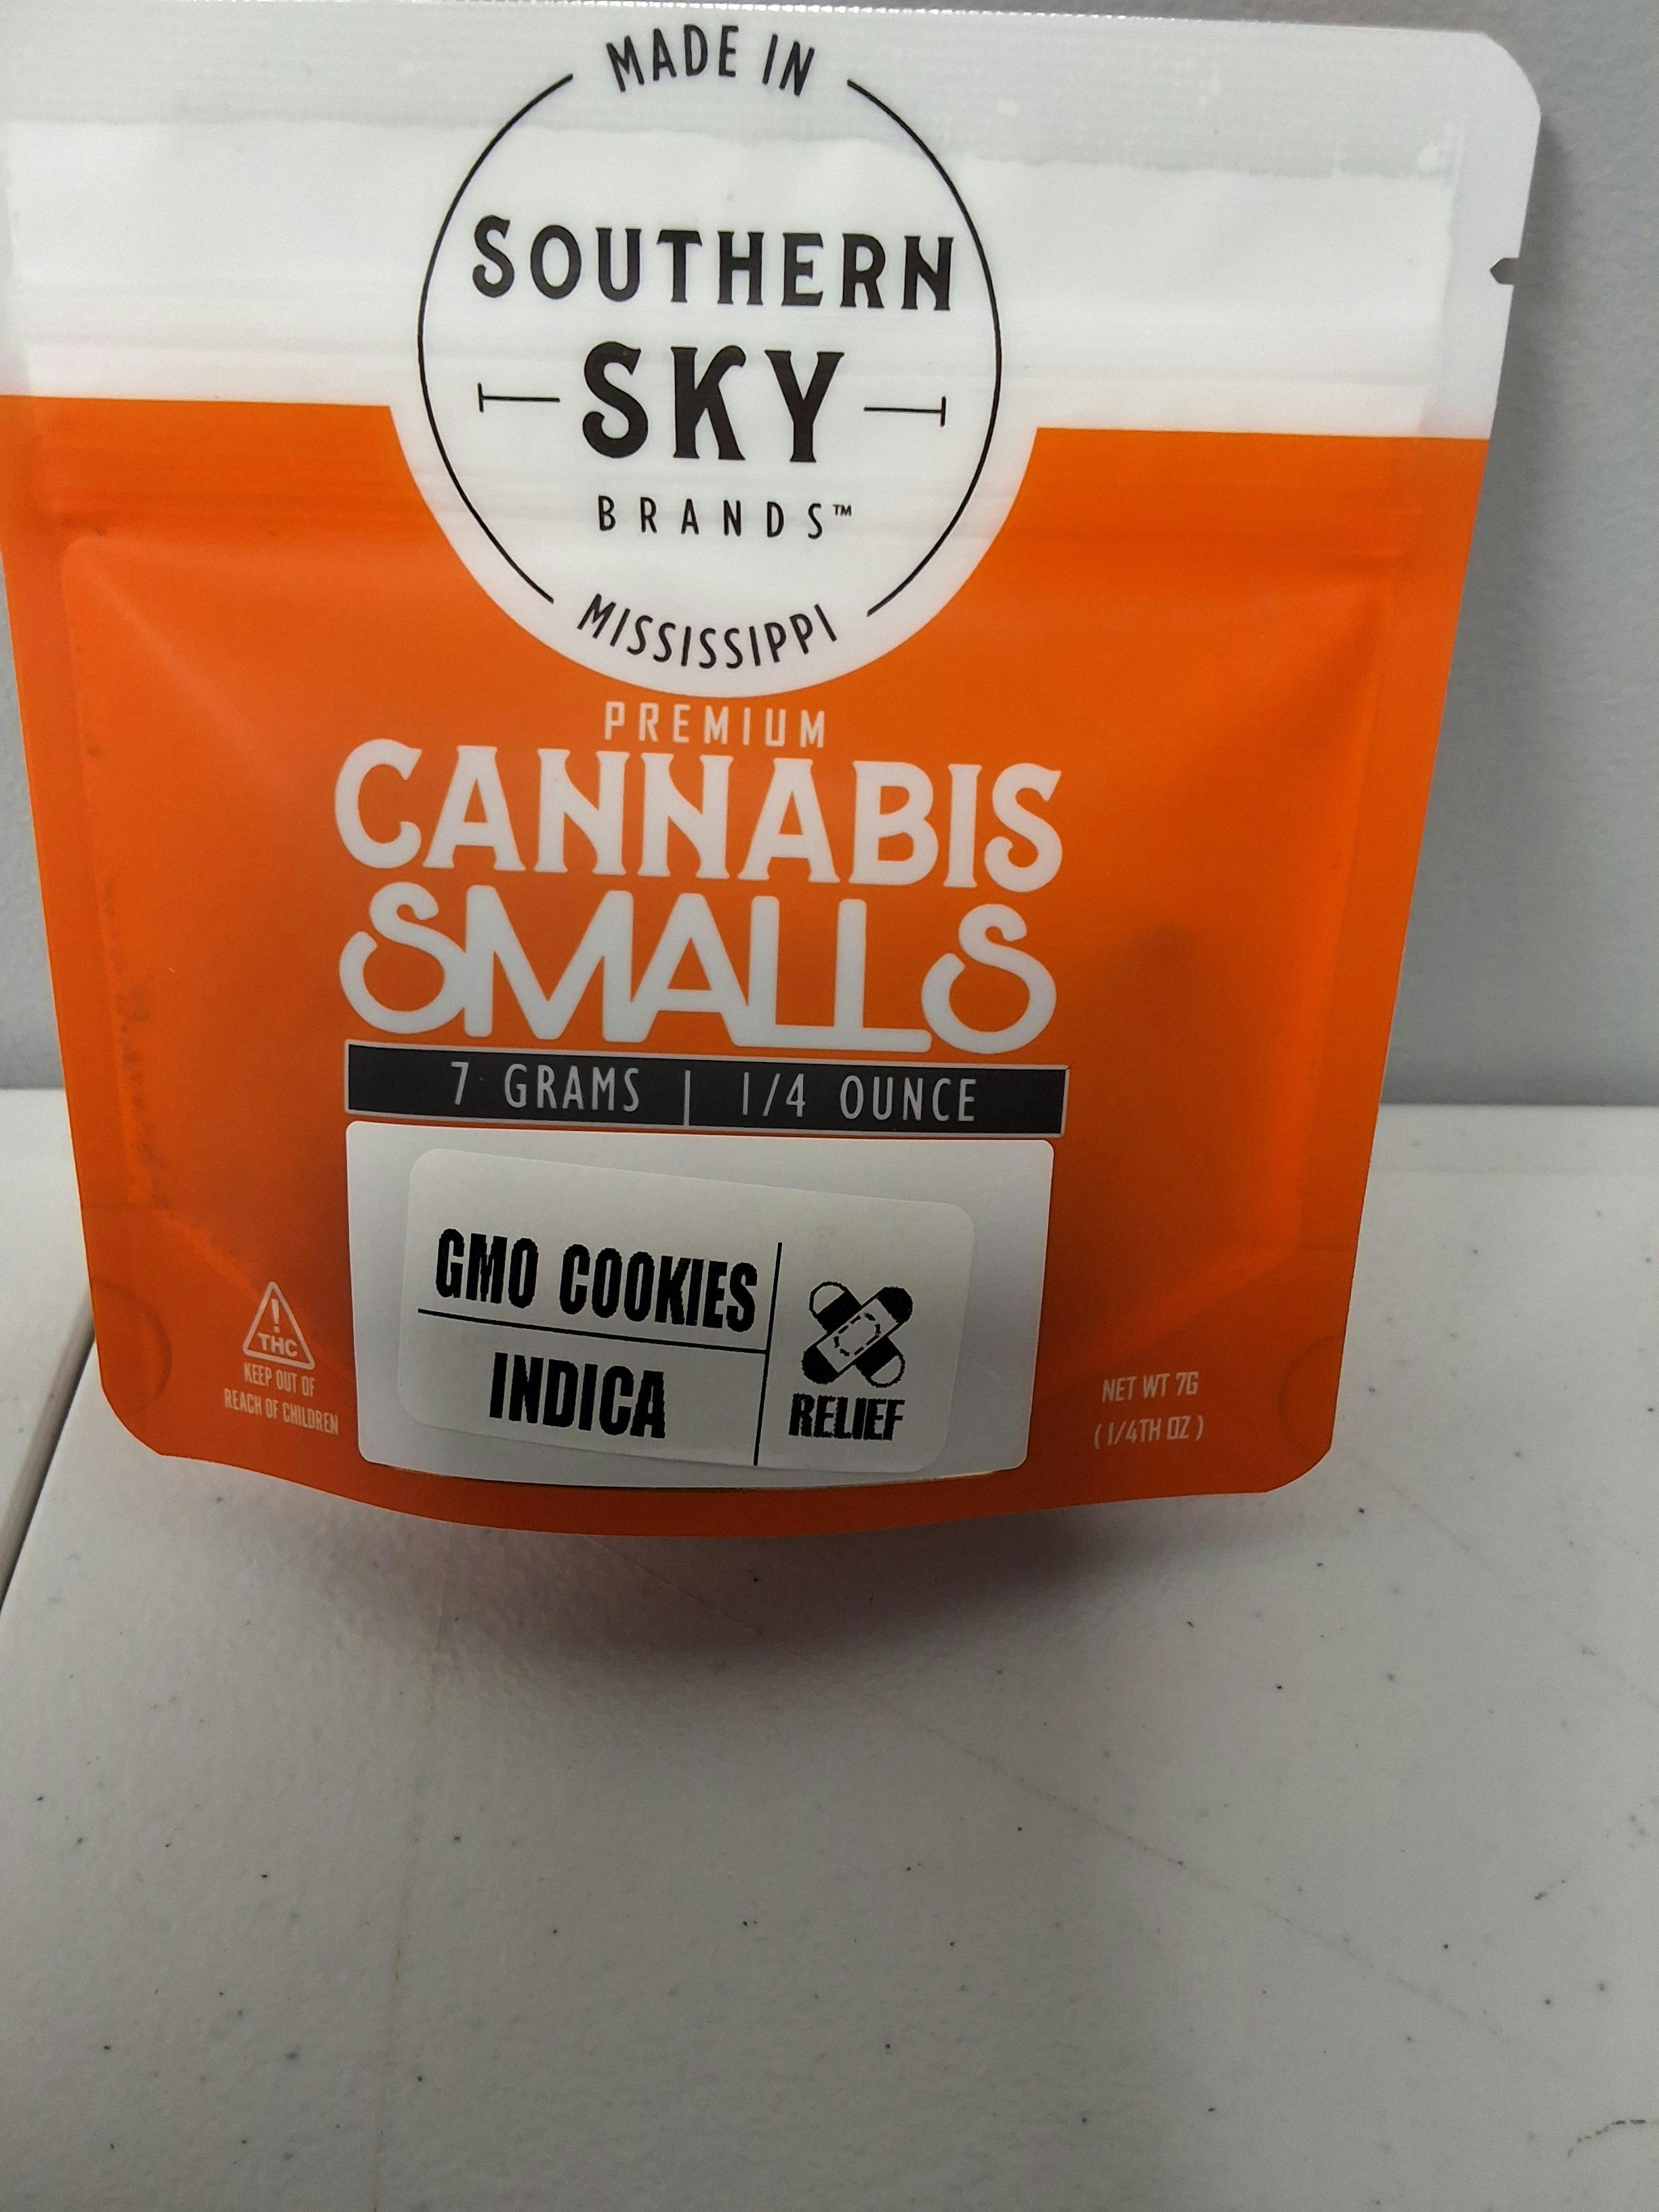 MADE IN
SOUTHERN
SKY
BRANDS™
MISSISSIPPI
PREMIUM
CANNABIS
SMALLS
7 GRAMS | 1/4 OUNCE
GMO COOKIES
INDICA
RELIEF
!
THC
KEEP OUT OF
REACH OF CHILDREN
NET WT 7G
(1/4TH OZ)